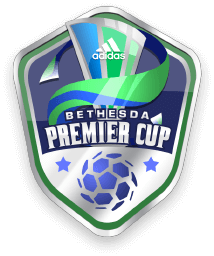 adidas
BETHESDA
PREMIER CUP